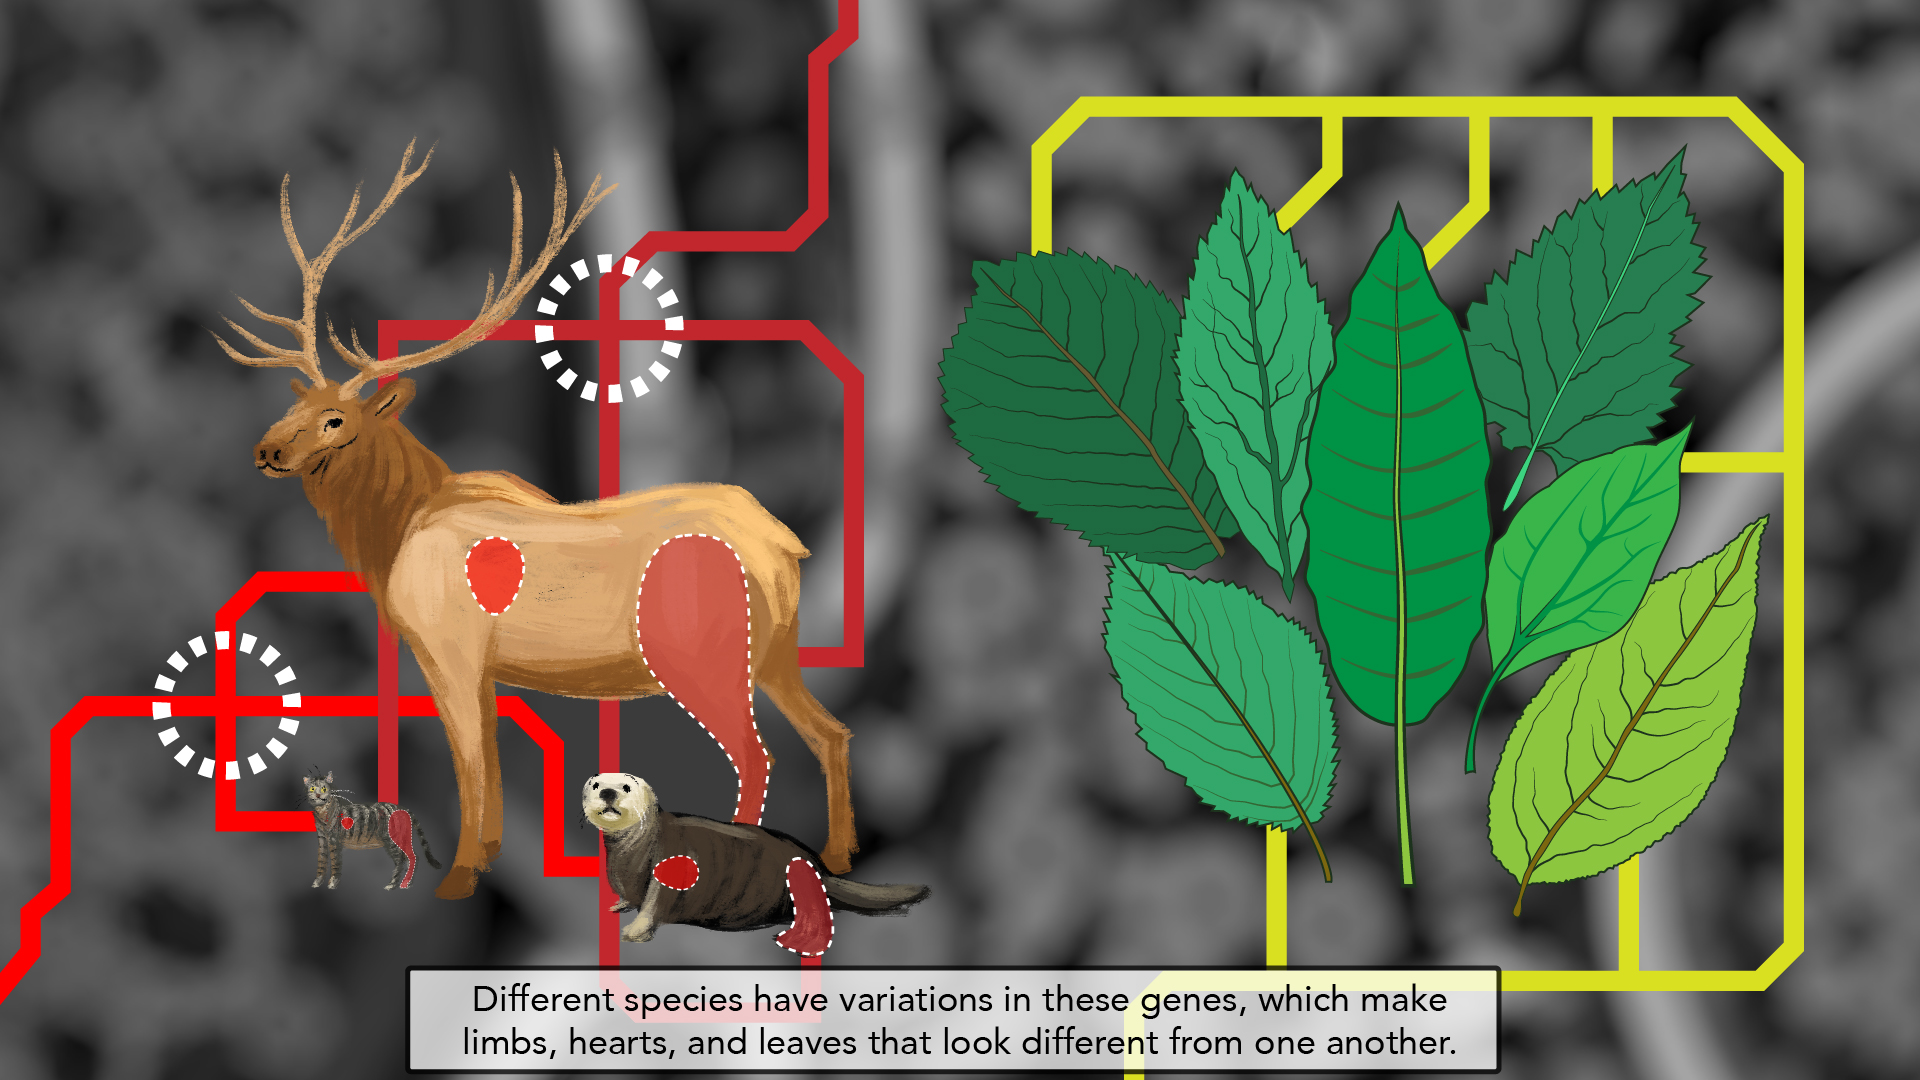 Different species have variations in these genes, which make
limbs, hearts, and leaves that look different from one another.